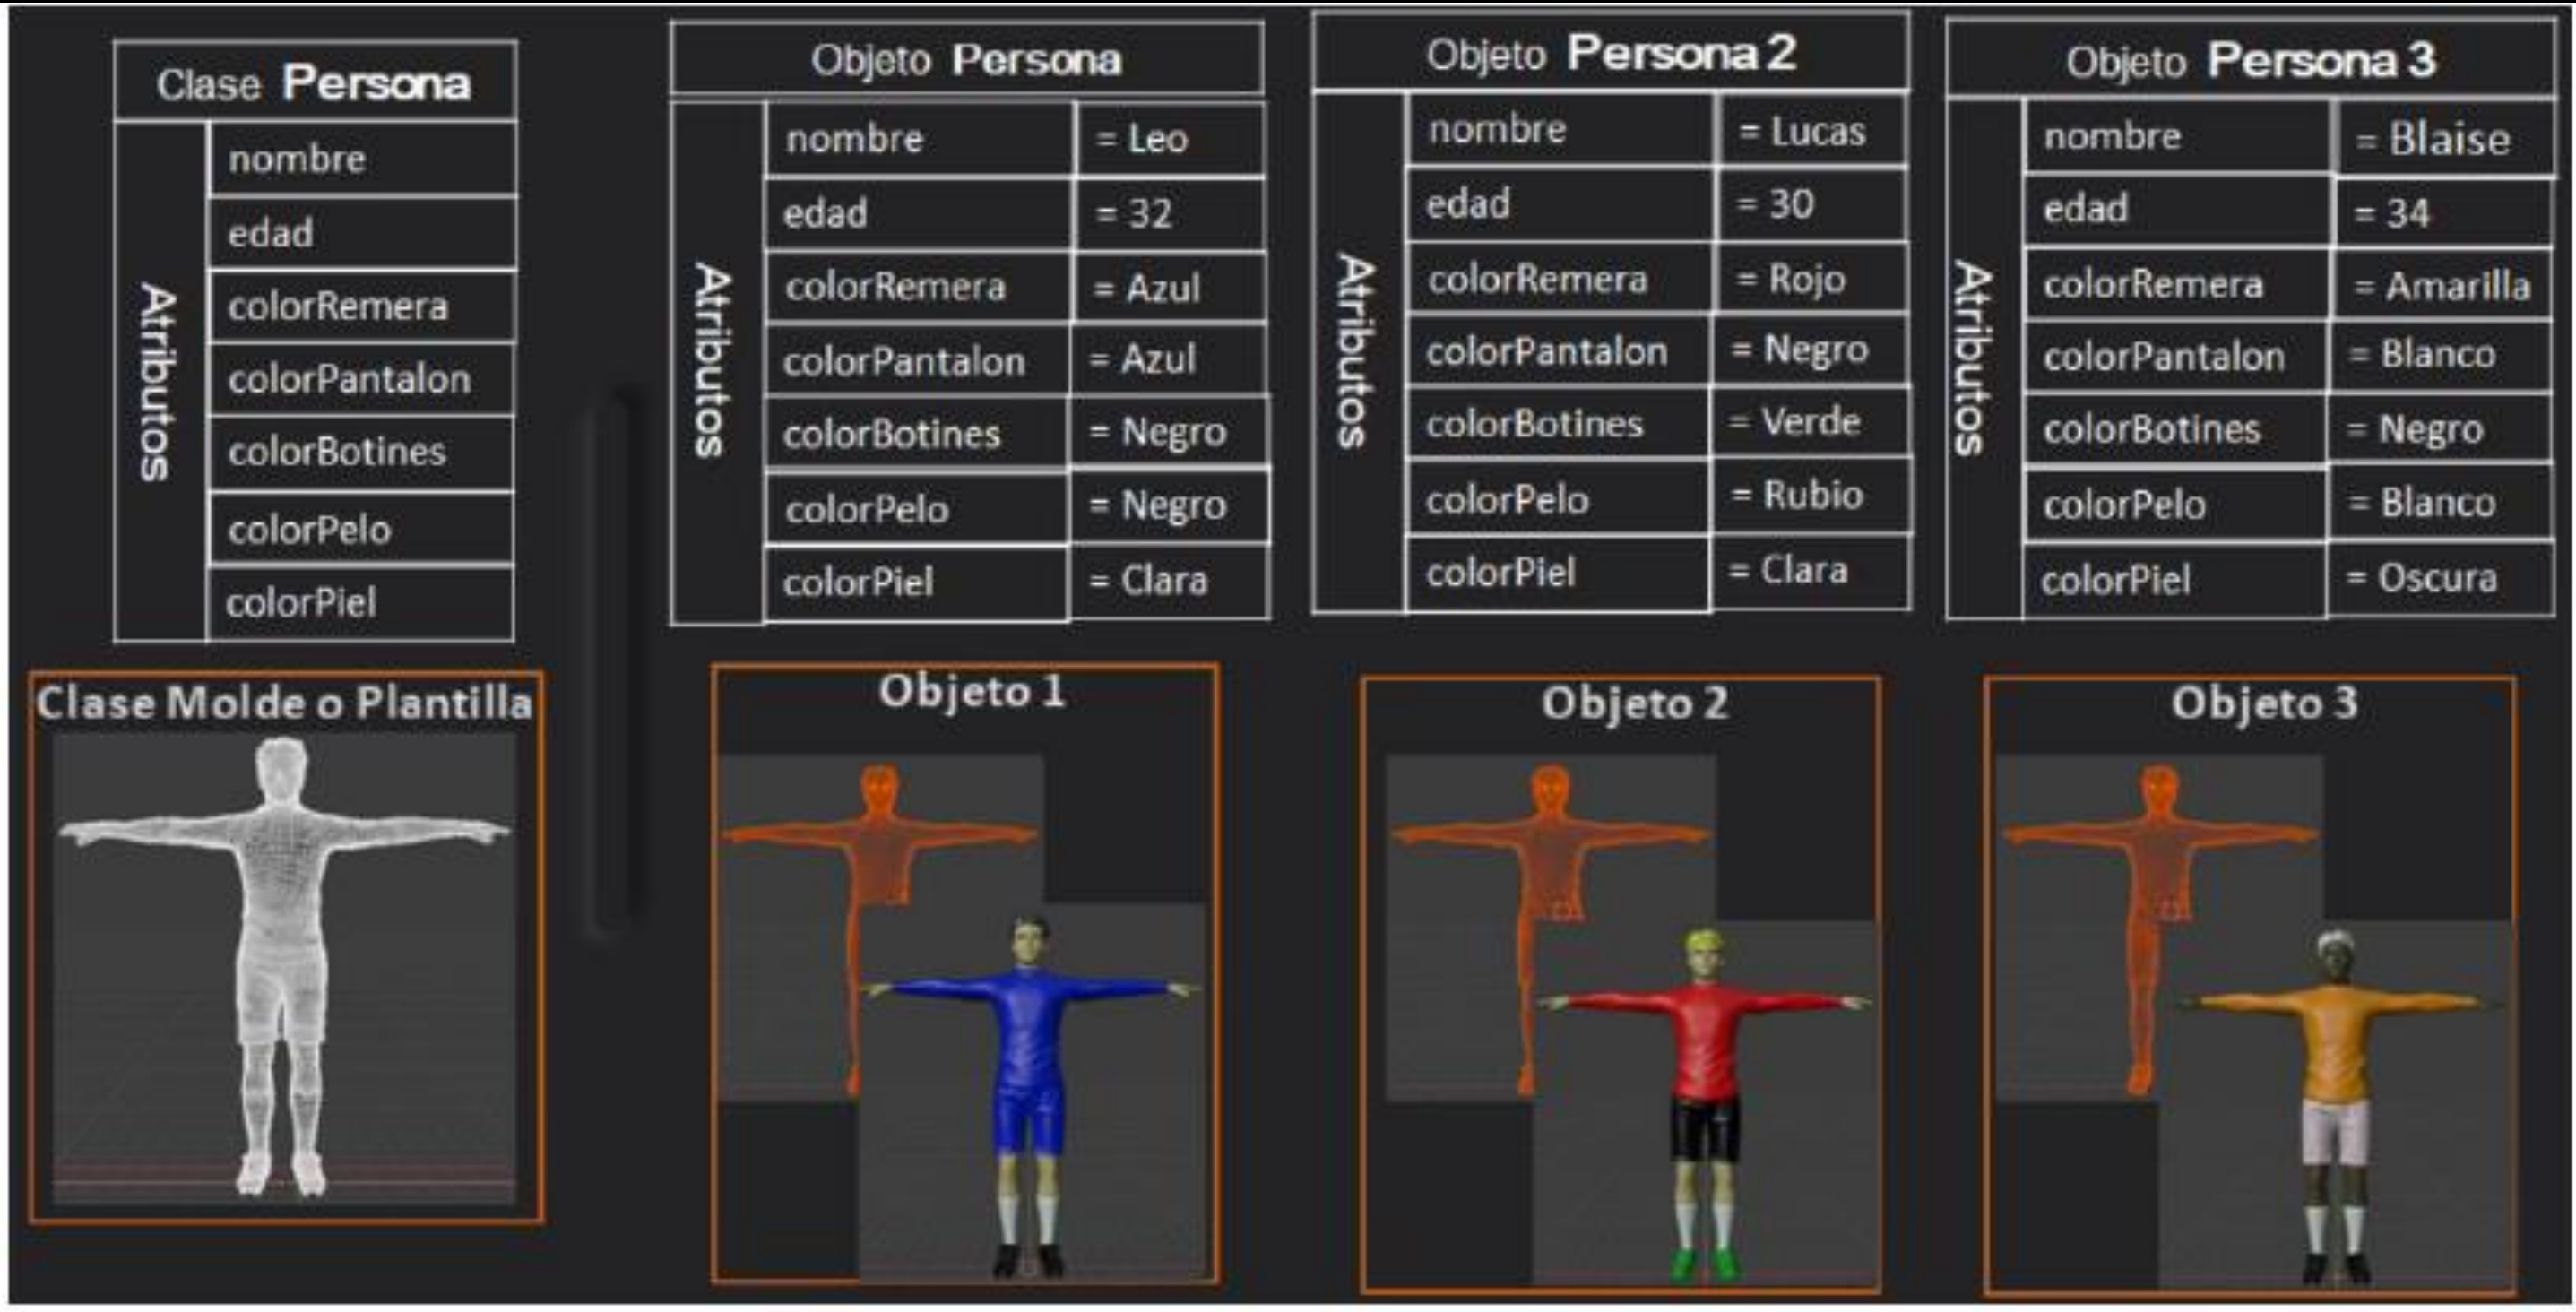 Clase Persona
Atributos
nombre
edad
colorRemera
colorPantalon
colorBotines
colorPelo
colorPiel
Objeto Persona
Atributos
nombre = Leo
edad = 32
colorRemera = Azul
colorPantalon = Azul
colorBotines = Negro
colorPelo = Negro
colorPiel = Clara
Objeto Persona 2
Atributos
nombre = Lucas
edad = 30
colorRemera = Rojo
colorPantalon = Negro
colorBotines = Verde
colorPelo = Rubio
colorPiel = Clara
Objeto Persona 3
Atributos
nombre = Blaise
edad = 34
colorRemera = Amarilla
colorPantalon = Blanco
colorBotines = Negro
colorPelo = Blanco
colorPiel = Oscura
Clase Molde o Plantilla
Objeto 1
Objeto 2
Objeto 3